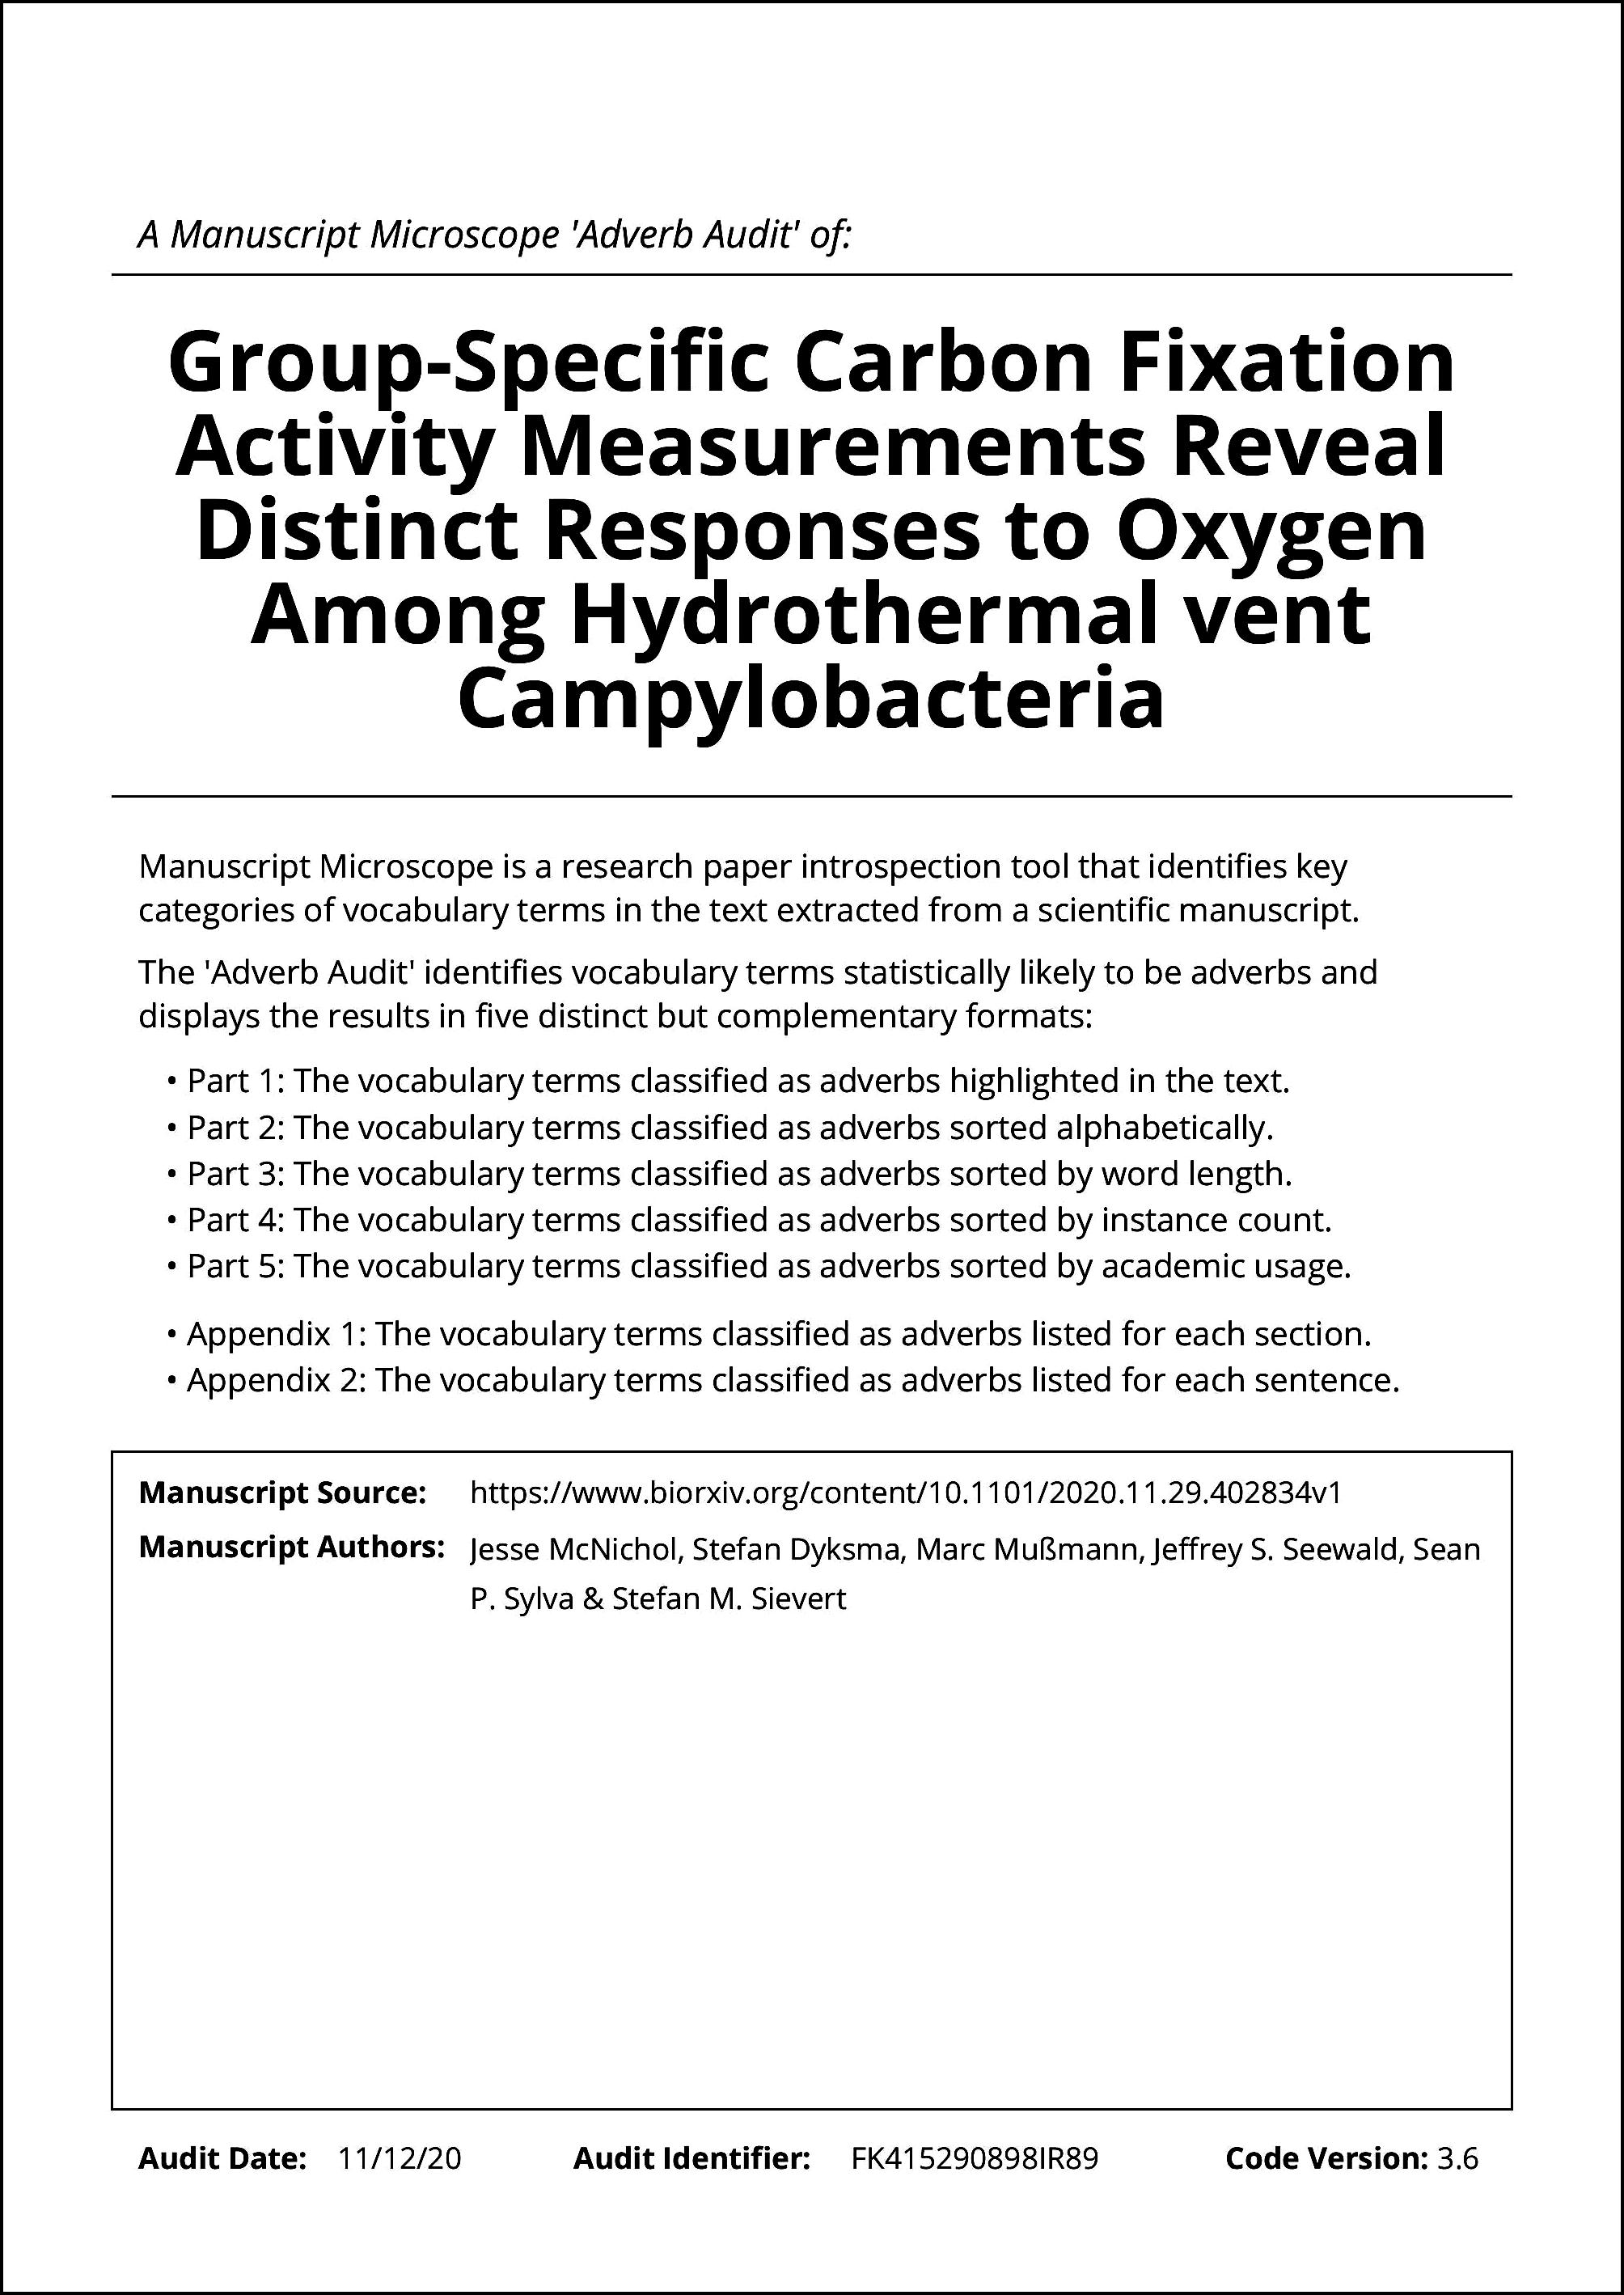 A Manuscript Microscope 'Adverb Audit' of:
Group-Specific Carbon Fixation
Activity Measurements Reveal
Distinct Responses to Oxygen
Among Hydrothermal vent
Campylobacteria
Manuscript Microscope is a research paper introspection tool that identifies key
categories of vocabulary terms in the text extracted from a scientific manuscript.
The 'Adverb Audit' identifies vocabulary terms statistically likely to be adverbs and
displays the results in five distinct but complementary formats:
• Part 1: The vocabulary terms classified as adverbs highlighted in the text.
• Part 2: The vocabulary terms classified as adverbs sorted alphabetically.
• Part 3: The vocabulary terms classified as adverbs sorted by word length.
• Part 4: The vocabulary terms classified as adverbs sorted by instance count.
• Part 5: The vocabulary terms classified as adverbs sorted by academic usage.
• Appendix 1: The vocabulary terms classified as adverbs listed for each section.
• Appendix 2: The vocabulary terms classified as adverbs listed for each sentence.
Manuscript Source: https://www.biorxiv.org/content/10.1101/2020.11.29.402834v1
Manuscript Authors: Jesse McNichol, Stefan Dyksma, Marc Mußmann, Jeffrey S. Seewald, Sean
P. Sylva & Stefan M. Sievert
Audit Date: 11/12/20 Audit Identifier: FK415290898IR89 Code Version: 3.6